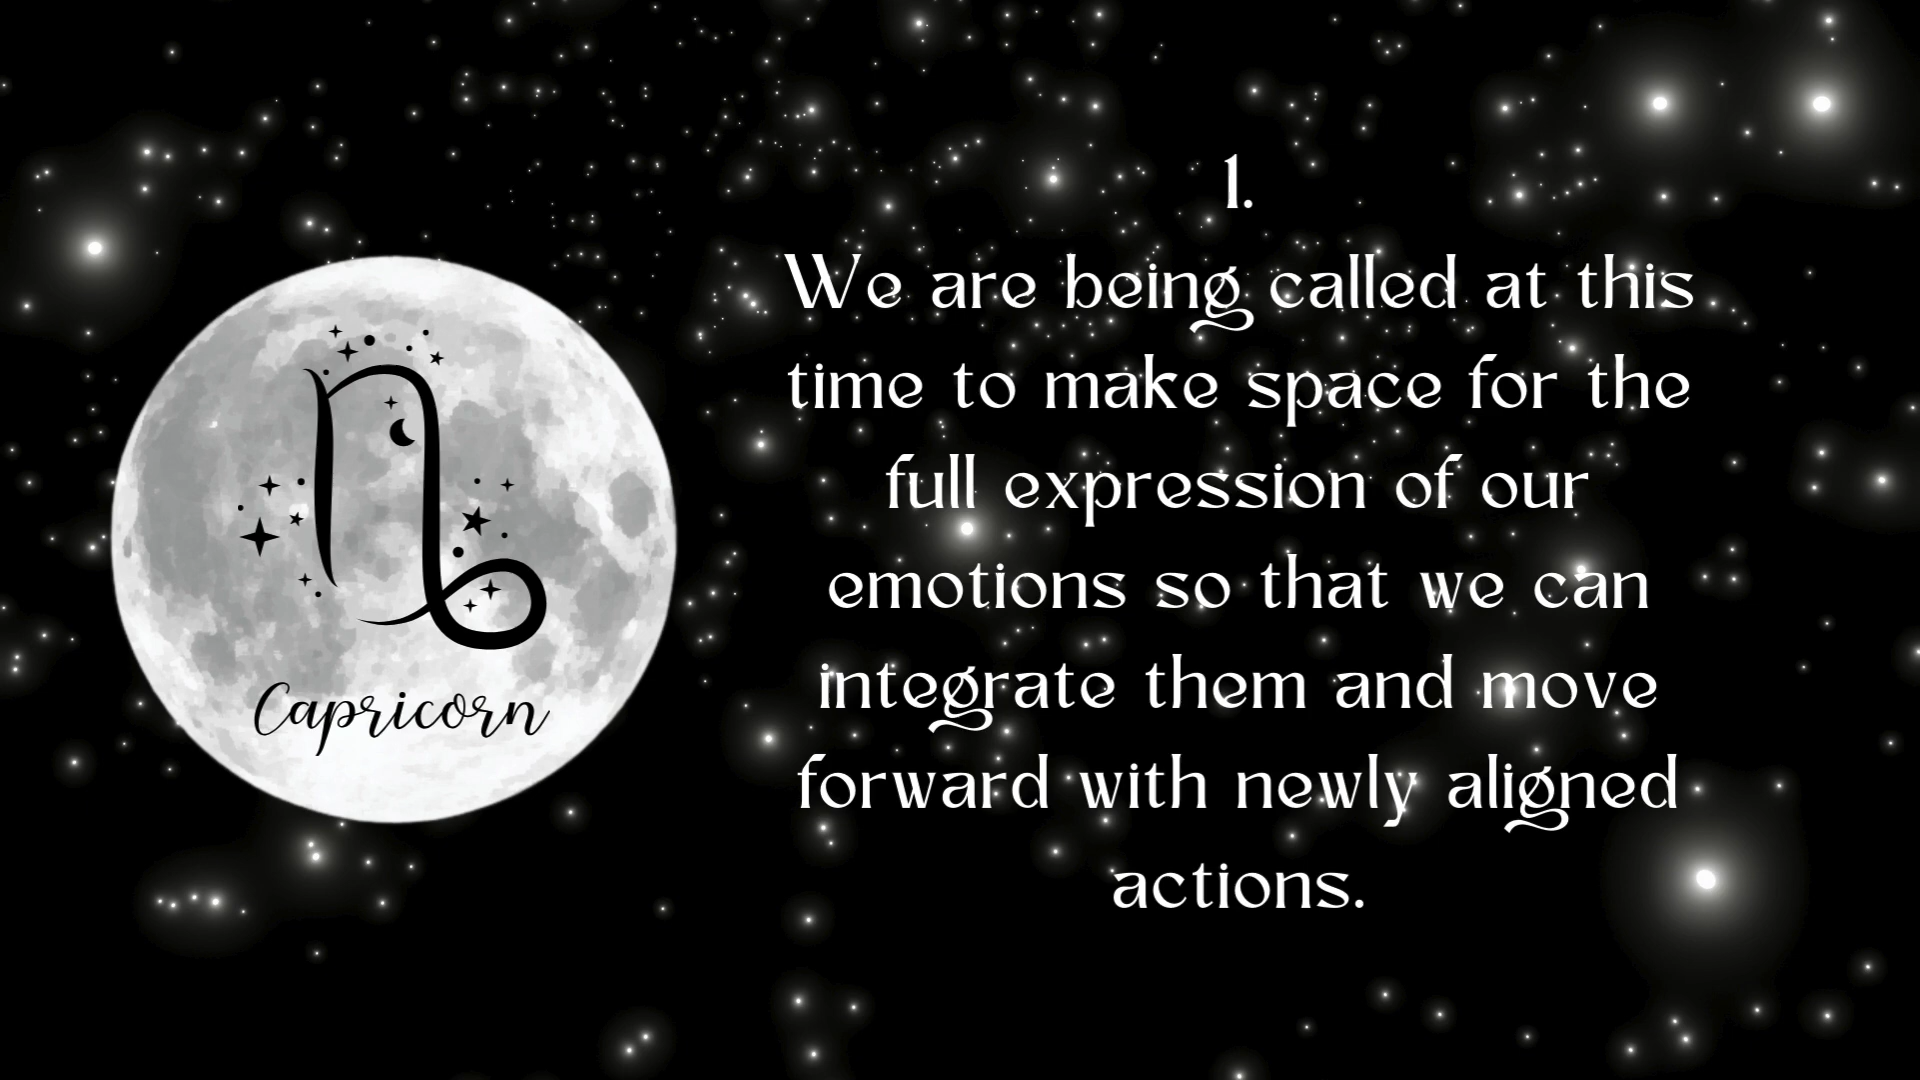 1.
We are being called at this
time to make space for the
full expression of our
emotions so that we can
integrate them and move
forward with newly aligned
actions.
Capricorn